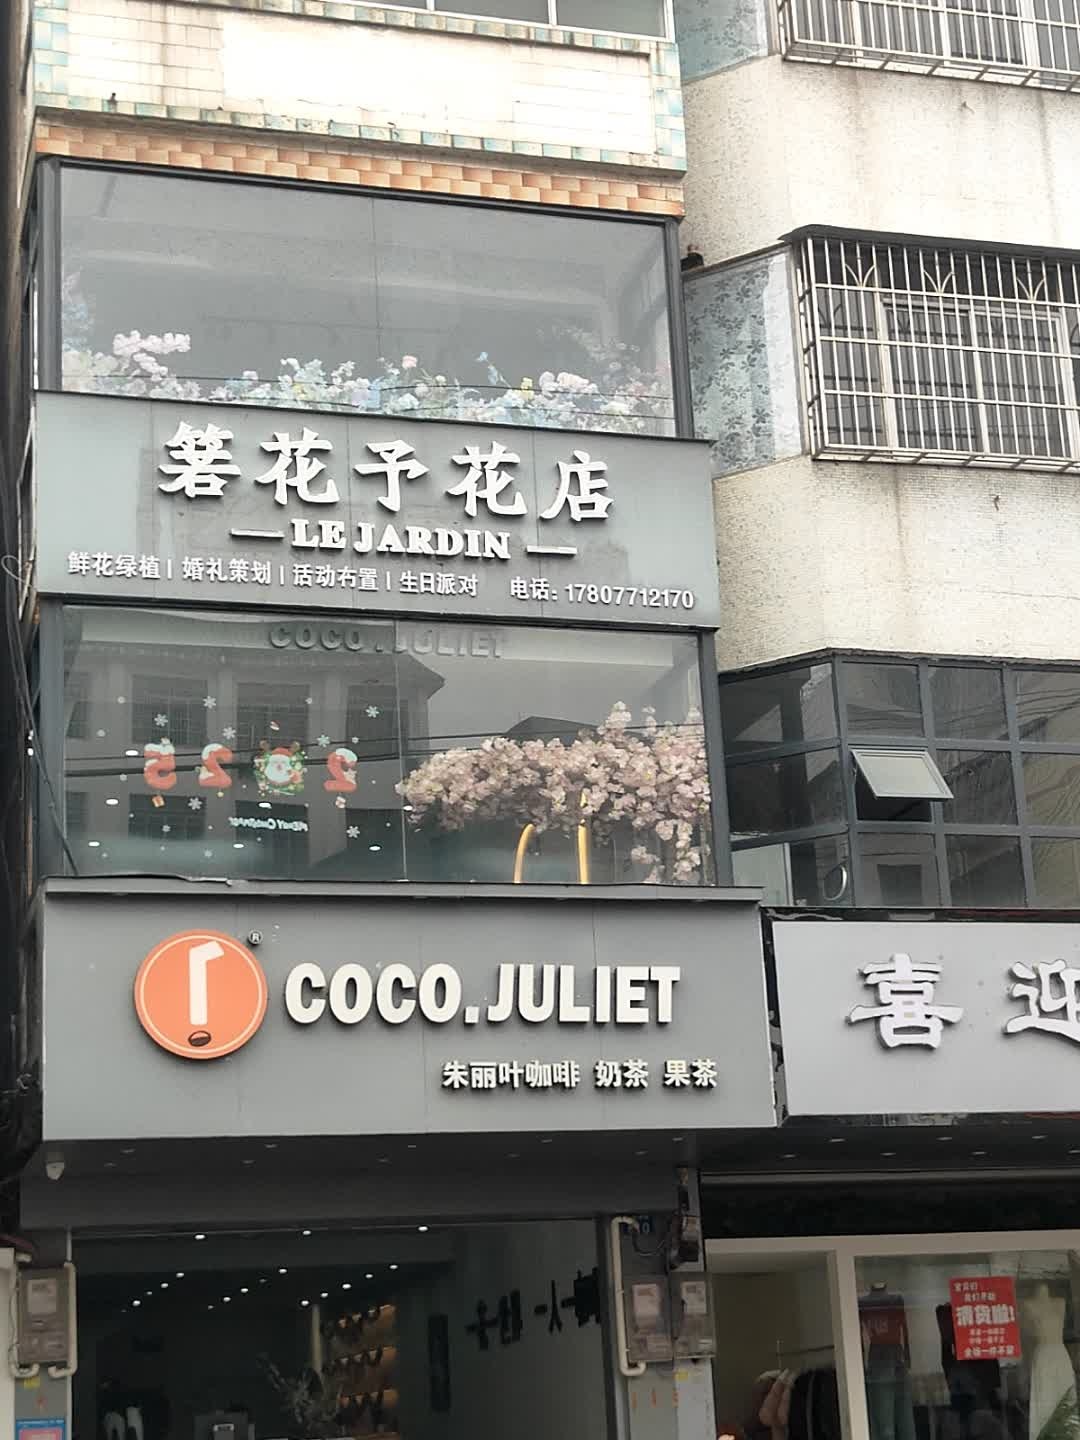 箬花予花店
LE JARDIN
鲜花绿植 | 婚礼策划 | 活动布置 | 生日派对 电话: 17807712170
COCO.JULIET
®
COCO.JULIET
朱丽叶咖啡 奶茶 果茶
喜迎
清货啦!